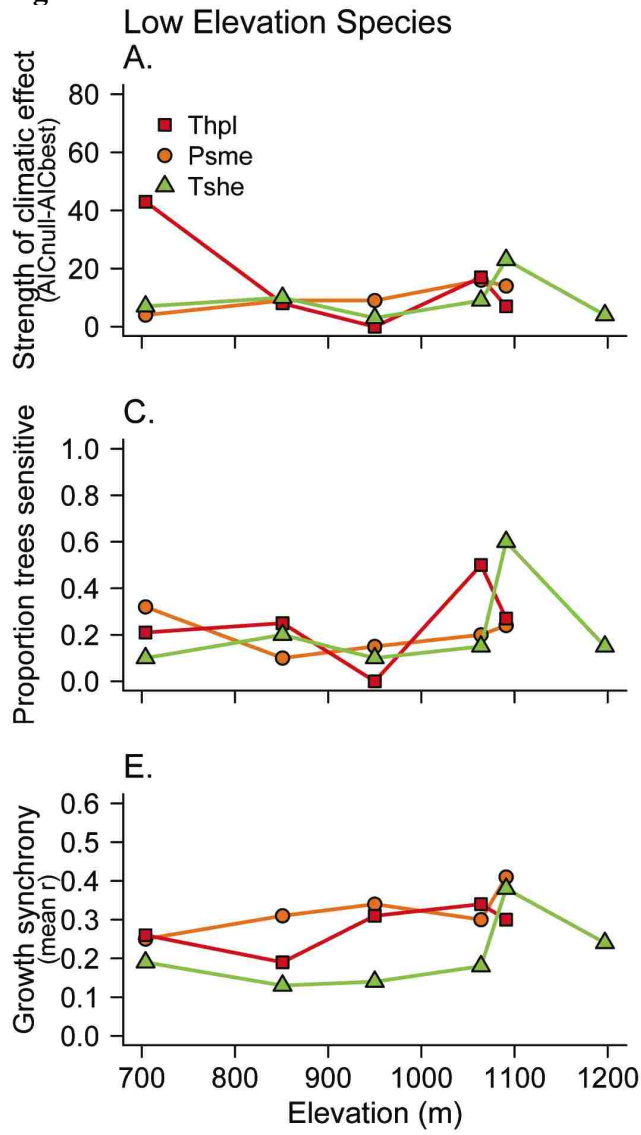 Low Elevation Species
A.
Strength of climatic effect
(AICnull-AICbest)
80
60
40
20
0
Thpl
Psme
Tshe
C.
Proportion trees sensitive
1.0
0.8
0.6
0.4
0.2
0.0
E.
Growth synchrony
(mean r)
0.6
0.5
0.4
0.3
0.2
0.1
0.0
700 800 900 1000 1100 1200
Elevation (m)